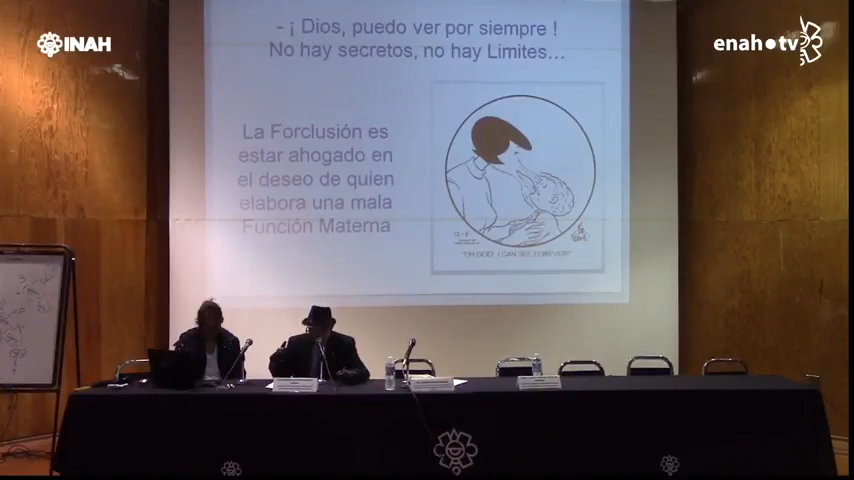 INAH
enah tv
- ¡ Dios, puedo ver por siempre !
No hay secretos, no hay Limites...
La Forclusión es
estar ahogado en
el deseo de quien
elabora una mala
Función Materna
"OH GOD! I CAN SEE FOREVER!"